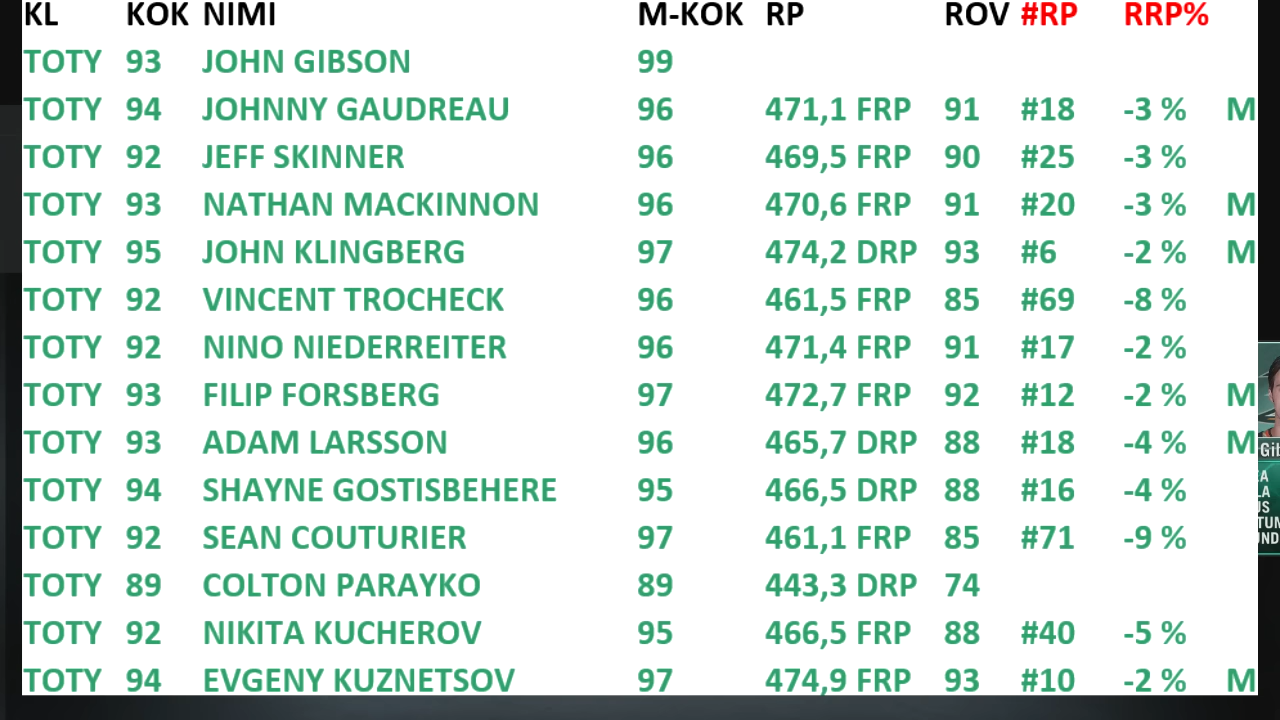 KL KOK NIMI M-KOK RP ROV #RP RRP%
TOTY 93 JOHN GIBSON 99
TOTY 94 JOHNNY GAUDREAU 96 471,1 FRP 91 #18 -3 % M
TOTY 92 JEFF SKINNER 96 469,5 FRP 90 #25 -3 %
TOTY 93 NATHAN MACKINNON 96 470,6 FRP 91 #20 -3 % M
TOTY 95 JOHN KLINGBERG 97 474,2 DRP 93 #6 -2 % M
TOTY 92 VINCENT TROCHECK 96 461,5 FRP 85 #69 -8 %
TOTY 92 NINO NIEDERREITER 96 471,4 FRP 91 #17 -2 %
TOTY 93 FILIP FORSBERG 97 472,7 FRP 92 #12 -2 % M
TOTY 93 ADAM LARSSON 96 465,7 DRP 88 #18 -4 % M
Gib
TOTY 94 SHAYNE GOSTISBEHERE 95 466,5 DRP 88 #16 -4 %
TOTY 92 SEAN COUTURIER 97 461,1 FRP 85 #71 -9 %
TOTY 89 COLTON PARAYKO 89 443,3 DRP 74
TOTY 92 NIKITA KUCHEROV 95 466,5 FRP 88 #40 -5 %
TOTY 94 EVGENY KUZNETSOV 97 474,9 FRP 93 #10 -2 % M